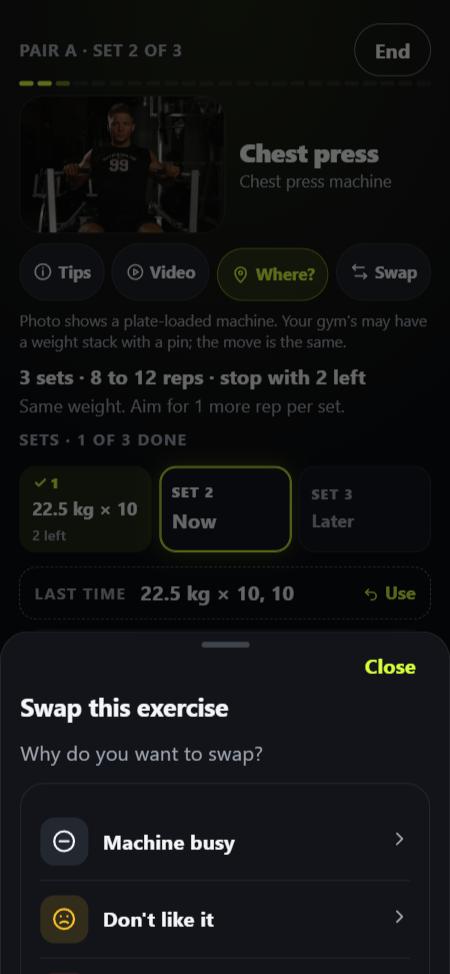 PAIR A · SET 2 OF 3
End
99
Chest press
Chest press machine
Tips
Video
Where?
Swap
Photo shows a plate-loaded machine. Your gym's may have
a weight stack with a pin; the move is the same.
3 sets · 8 to 12 reps · stop with 2 left
Same weight. Aim for 1 more rep per set.
SETS · 1 OF 3 DONE
1
22.5 kg × 10
2 left
SET 2
Now
SET 3
Later
LAST TIME 22.5 kg × 10, 10 Use
Close
Swap this exercise
Why do you want to swap?
Machine busy
Don't like it